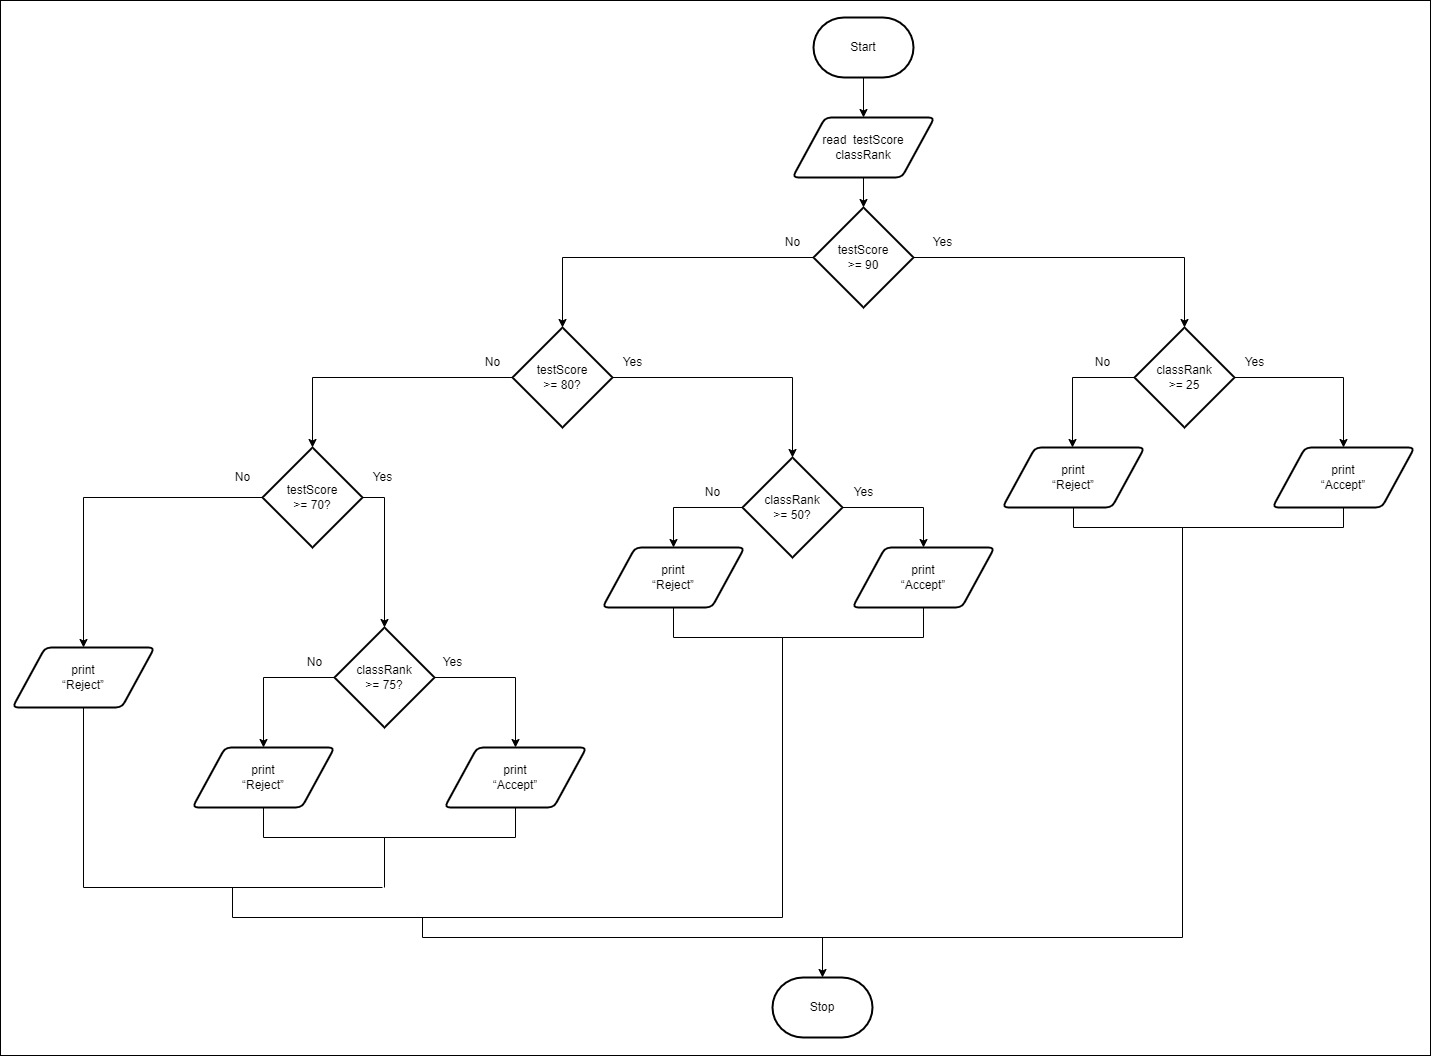 Start
read testScore
classRank
No
Yes
testScore
>= 90
No
Yes
testScore
>= 80?
No
Yes
classRank
>= 25
No
Yes
testScore
>= 70?
No
Yes
classRank
>= 50?
print
“Reject”
print
“Accept”
print
“Reject”
print
“Accept”
print
“Reject”
No
Yes
classRank
>= 75?
print
“Reject”
print
“Accept”
Stop